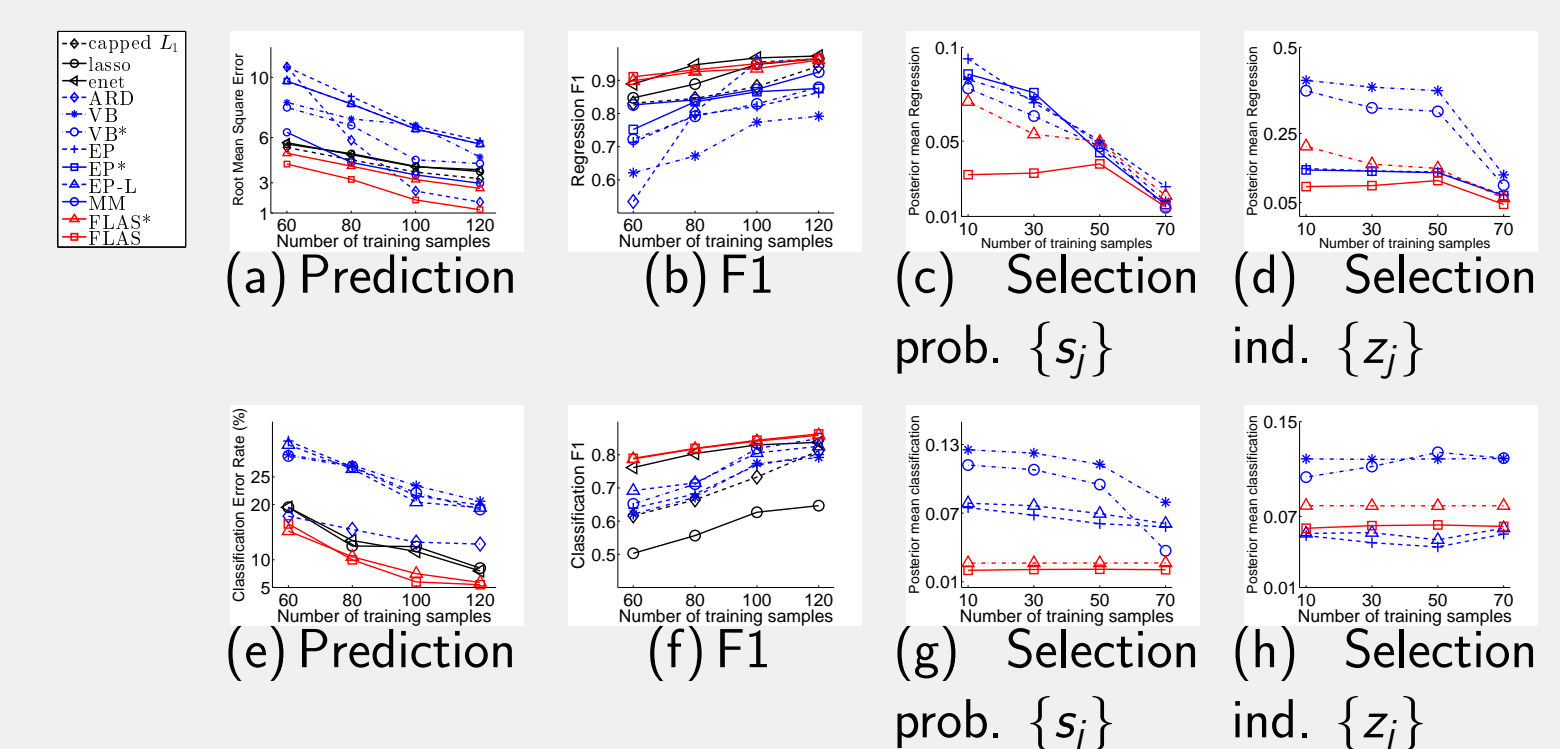 capped L₁
lasso
enet
ARD
VB
VB*
EP
EP*
EP-L
MM
FLAS*
FLAS
Root Mean Square Error
10
6
3
1
60 80 100 120
Number of training samples
(a) Prediction
Regression F1
0.9
0.8
0.7
0.6
60 80 100 120
Number of training samples
(b) F1
Posterior mean Regression
0.1
0.05
0.01
10 30 50 70
Number of training samples
(c) Selection
prob. {sⱼ}
Posterior mean Regression
0.5
0.25
0.05
10 30 50 70
Number of training samples
(d) Selection
ind. {zⱼ}
Classification Error Rate (%)
25
20
10
5
60 80 100 120
Number of training samples
(e) Prediction
Classification F1
0.8
0.7
0.6
0.5
60 80 100 120
Number of training samples
(f) F1
Posterior mean classification
0.13
0.07
0.01
10 30 50 70
Number of training samples
(g) Selection
prob. {sⱼ}
Posterior mean classification
0.15
0.07
0.01
10 30 50 70
Number of training samples
(h) Selection
ind. {zⱼ}